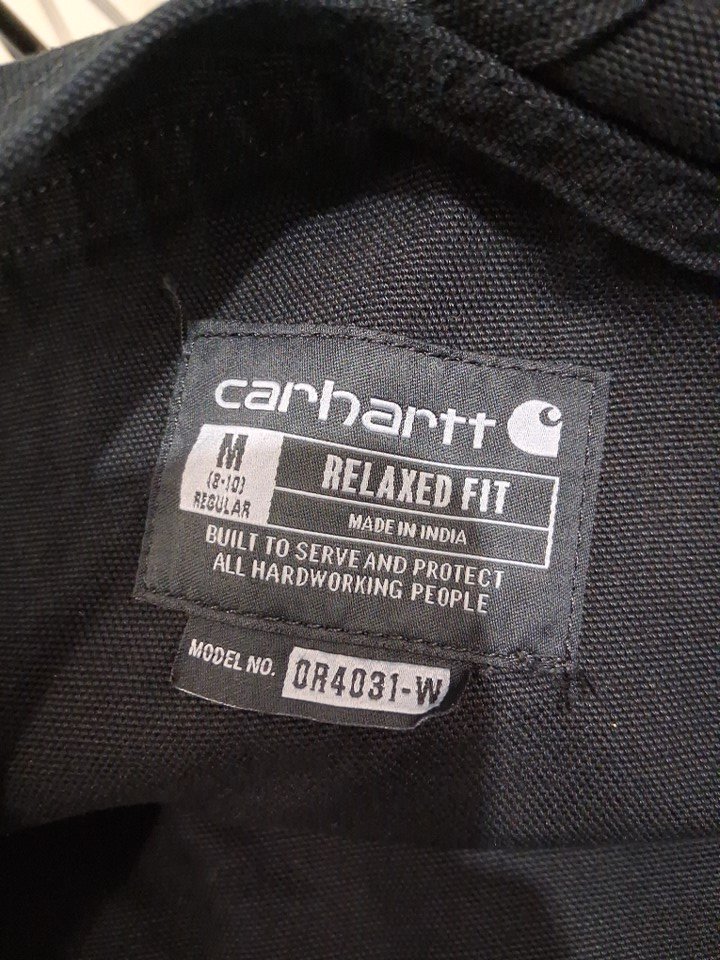 carhartt
M
(8-10)
REGULAR
RELAXED FIT
MADE IN INDIA
BUILT TO SERVE AND PROTECT
ALL HARDWORKING PEOPLE
MODEL NO. OR4031-W